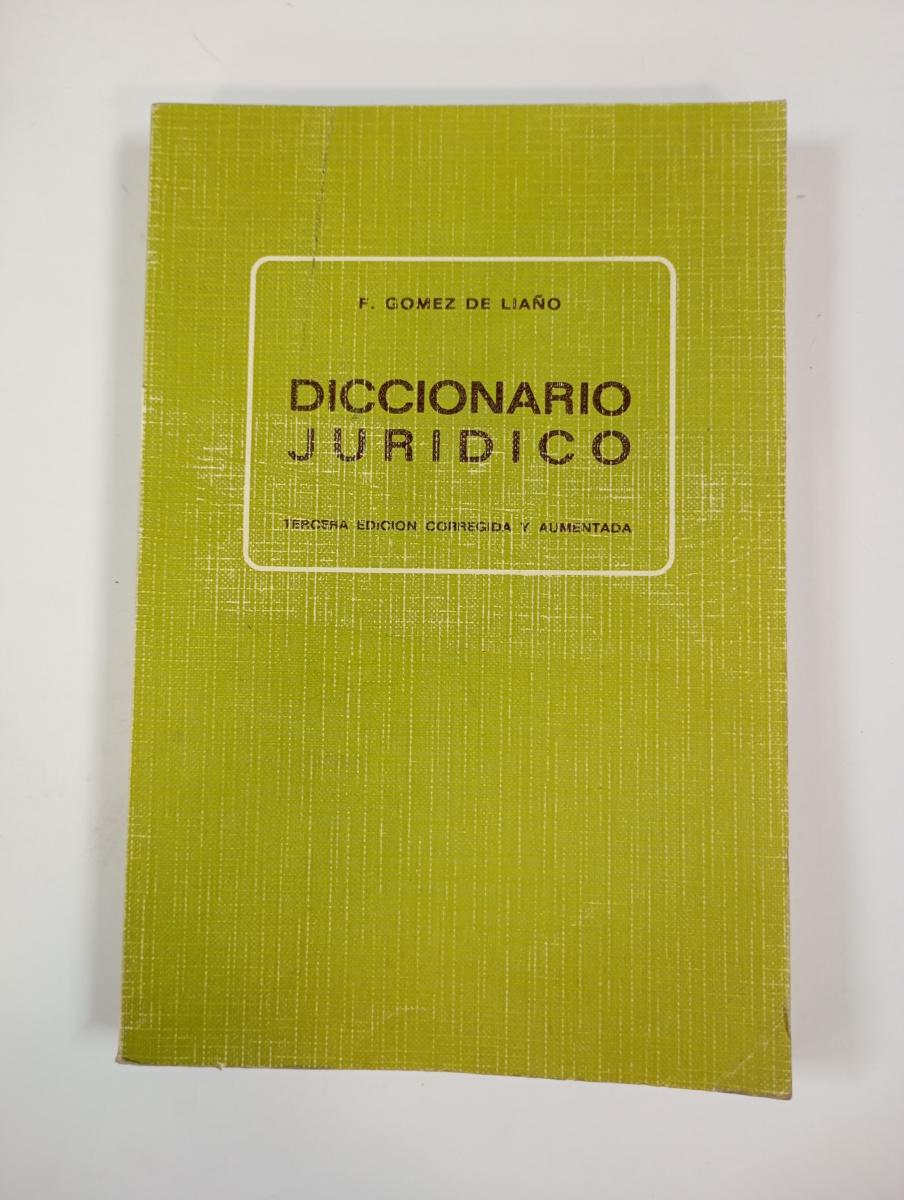 F. GOMEZ DE LIAÑO
DICCIONARIO
JURIDICO
TERCERA EDICION CORREGIDA Y AUMENTADA